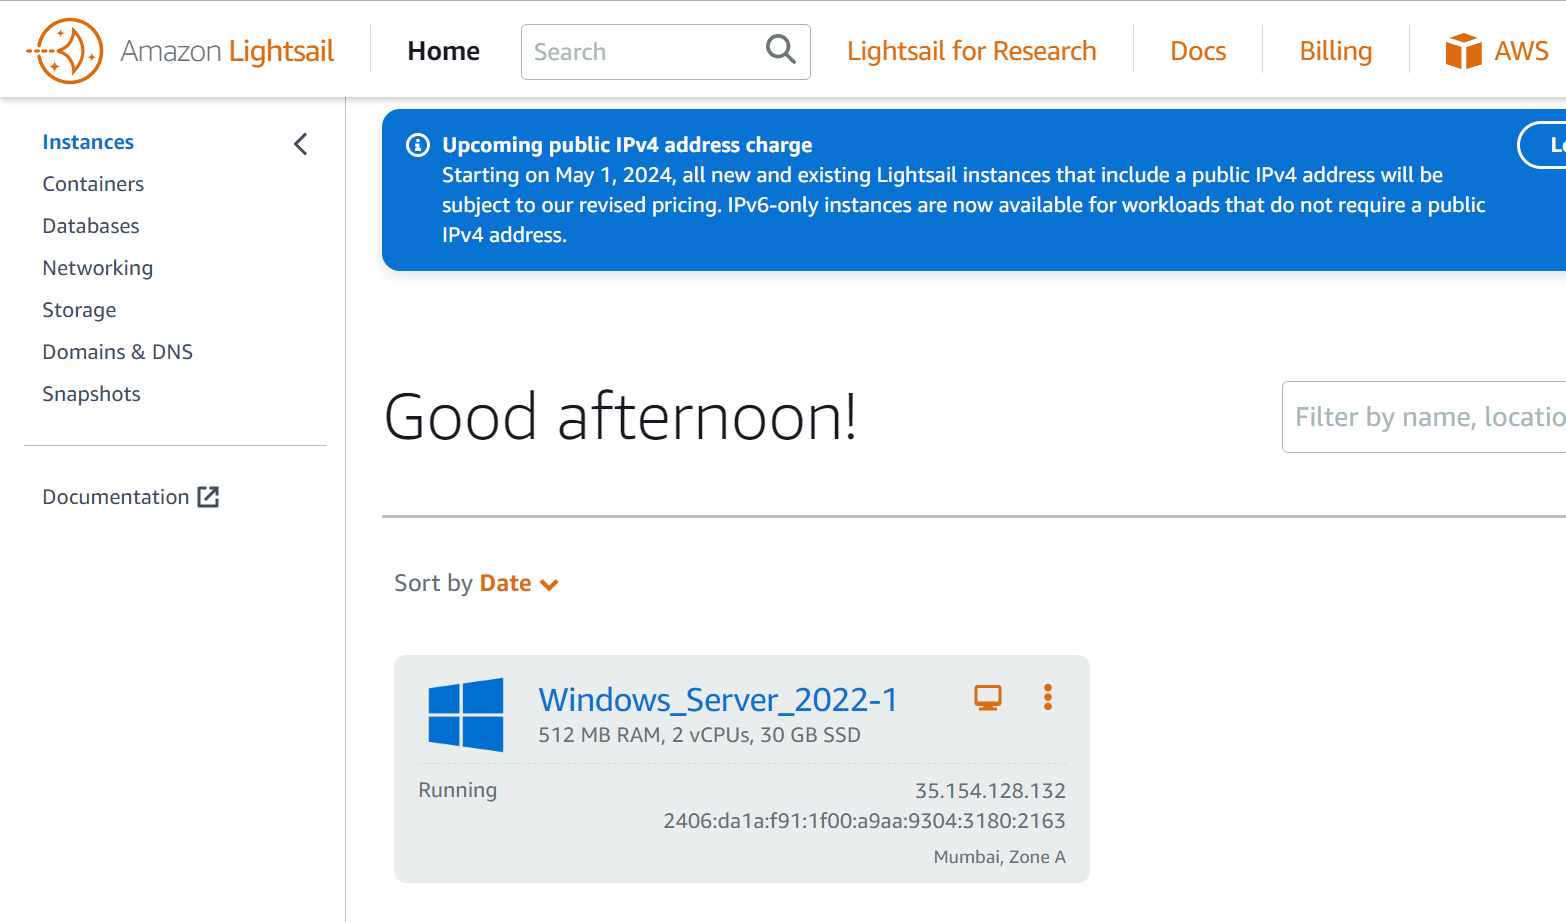 Amazon Lightsail
Home
Search
Lightsail for Research
Docs
Billing
AWS
Instances
Containers
Databases
Networking
Storage
Domains & DNS
Snapshots
Documentation
Upcoming public IPv4 address charge
Starting on May 1, 2024, all new and existing Lightsail instances that include a public IPv4 address will be
subject to our revised pricing. IPv6-only instances are now available for workloads that do not require a public
IPv4 address.
Good afternoon!
Filter by name, locatio
Sort by Date
Windows_Server_2022-1
512 MB RAM, 2 vCPUs, 30 GB SSD
Running
35.154.128.132
2406:da1a:f91:1f00:a9aa:9304:3180:2163
Mumbai, Zone A